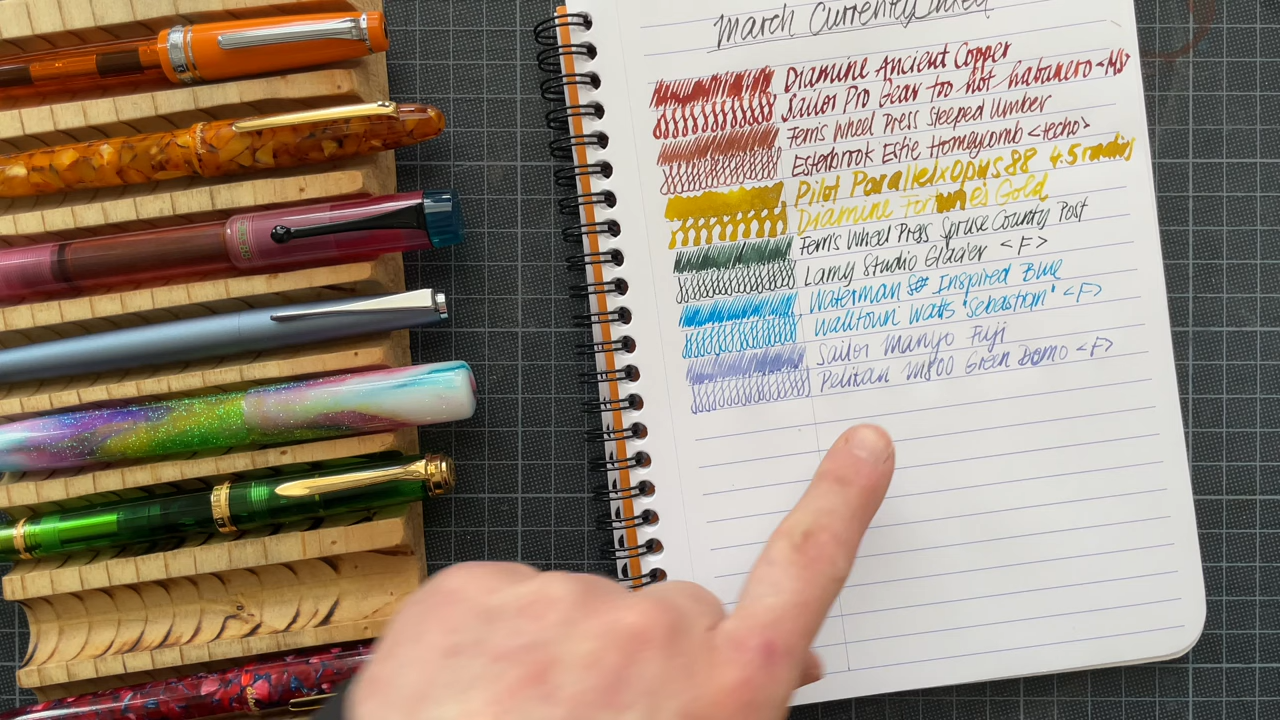 March Currently Inked
Diamine Ancient Copper
Sailor Pro Gear too hot habanero <MS>
Ferris Wheel Press Steeped Umber
Esterbrook Estie Honeycomb <techo>
Pilot Parallel x Opus 88 4.5 radius
Diamine Fortune's Gold
Ferris Wheel Press Spruce County Post
Lamy Studio Glacier <F>
Waterman Inspired Blue
Walltown Watts "Sebastian" <F>
Sailor Manyo Fuji
Pelikan M800 Green Demo <F>